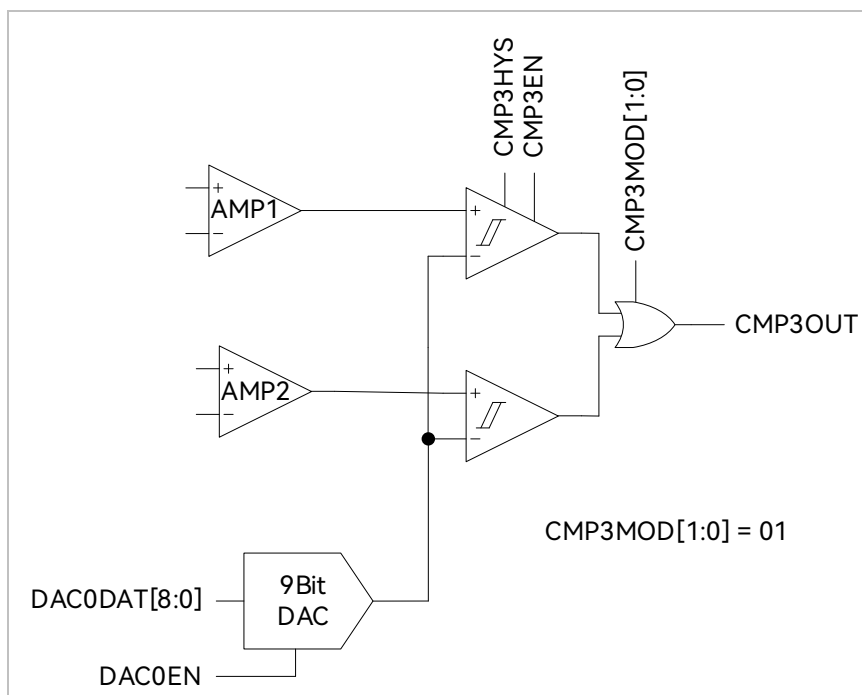 CMP3HYS
CMP3EN
CMP3MOD[1:0]
+
AMP1
−
+
−
CMP3OUT
+
AMP2
−
+
−
CMP3MOD[1:0] = 01
DAC0DAT[8:0]
9Bit
DAC
DAC0EN